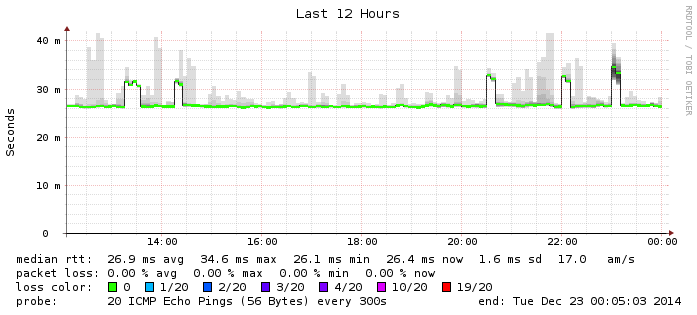 Last 12 Hours
RRDTOOL / TOBI OETIKER
Seconds
40 m
30 m
20 m
10 m
0
14:00 16:00 18:00 20:00 22:00 00:00
median rtt: 26.9 ms avg 34.6 ms max 26.1 ms min 26.4 ms now 1.6 ms sd 17.0 am/s
packet loss: 0.00 % avg 0.00 % max 0.00 % min 0.00 % now
loss color: 0 1/20 2/20 3/20 4/20 10/20 19/20
probe: 20 ICMP Echo Pings (56 Bytes) every 300s end: Tue Dec 23 00:05:03 2014